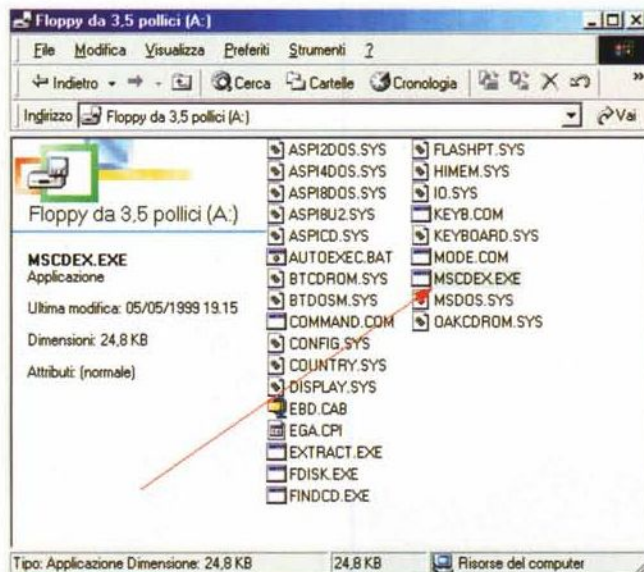 Floppy da 3,5 pollici (A:)
File Modifica Visualizza Preferiti Strumenti ?
Indietro Cerca Cartelle Cronologia »
Indirizzo Floppy da 3,5 pollici (A:) Vai
Floppy da 3,5 pollici (A:)
MSCDEX.EXE
Applicazione
Ultima modifica: 05/05/1999 19.15
Dimensioni: 24,8 KB
Attributi: (normale)
ASPI2DOS.SYS
ASPI4DOS.SYS
ASPI8DOS.SYS
ASPI8U2.SYS
ASPICD.SYS
AUTOEXEC.BAT
BTCDROM.SYS
BTDOSM.SYS
COMMAND.COM
CONFIG.SYS
COUNTRY.SYS
DISPLAY.SYS
EBD.CAB
EGA.CPI
EXTRACT.EXE
FDISK.EXE
FINDCD.EXE
FLASHPT.SYS
HIMEM.SYS
IO.SYS
KEYB.COM
KEYBOARD.SYS
MODE.COM
MSCDEX.EXE
MSDOS.SYS
OAKCDROM.SYS
Tipo: Applicazione Dimensione: 24,8 KB 24,8 KB Risorse del computer